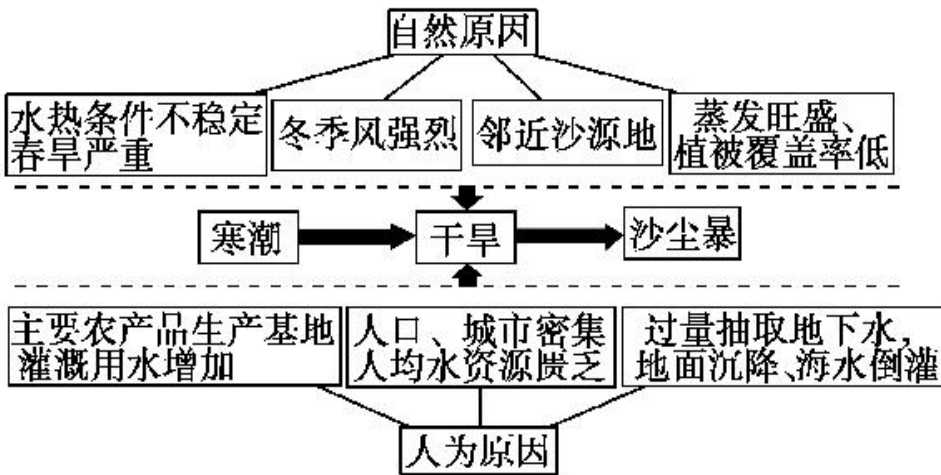 自然原因
水热条件不稳定
春旱严重
冬季风强烈
邻近沙源地
蒸发旺盛、
植被覆盖率低
寒潮
干旱
沙尘暴
主要农产品生产基地
灌溉用水增加
人口、城市密集
人均水资源匮乏
过量抽取地下水，
地面沉降、海水倒灌
人为原因